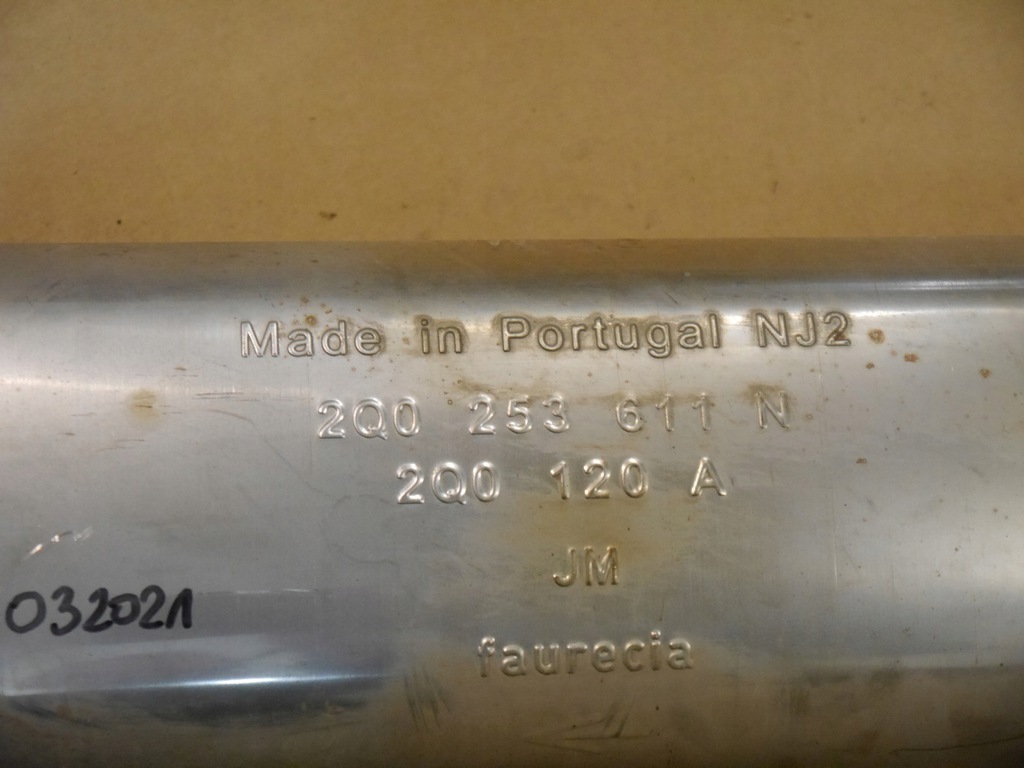 Made in Portugal NJ2
2Q0 253 611 N
2Q0 120 A
JM
032021
faurecia